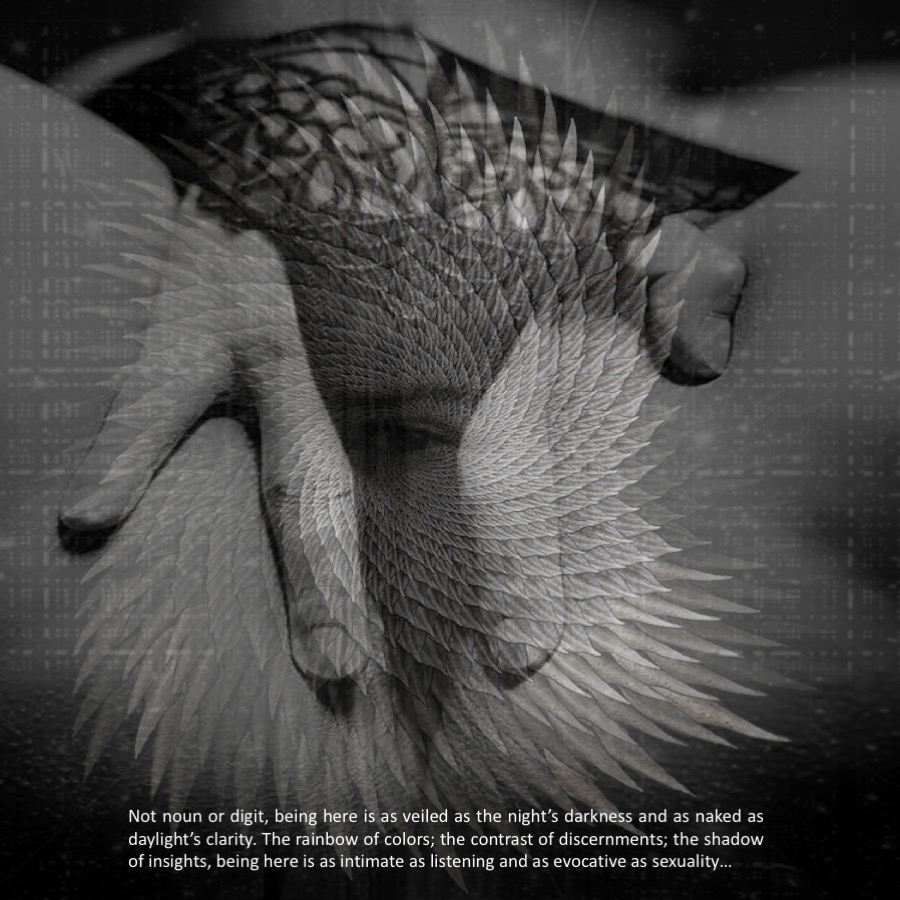 Not noun or digit, being here is as veiled as the night’s darkness and as naked as
daylight’s clarity. The rainbow of colors; the contrast of discernments; the shadow
of insights, being here is as intimate as listening and as evocative as sexuality...